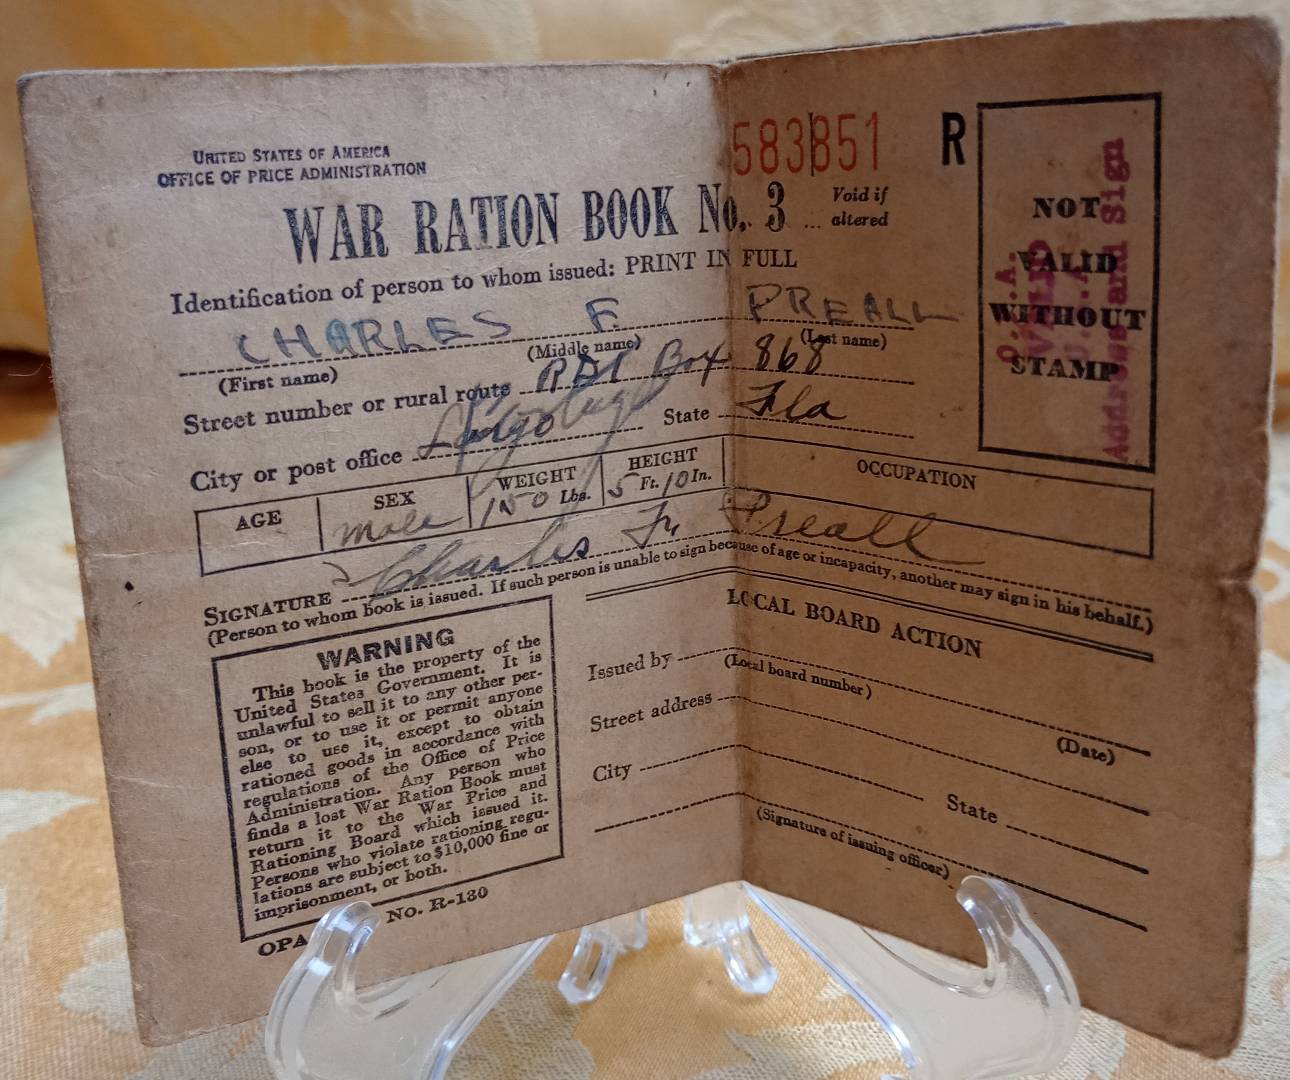 UNITED STATES OF AMERICA
OFFICE OF PRICE ADMINISTRATION
583851 R
WAR RATION BOOK No. 3 ... Void if altered
Identification of person to whom issued: PRINT IN FULL
CHARLES F. PREALL
(First name) (Middle name) (Last name)
Street number or rural route Box 868
City or post office Largo State Fla
AGE SEX male WEIGHT 150 Lbs. HEIGHT 5 Ft. 10 In. OCCUPATION
SIGNATURE Charles F. Preall
(Person to whom book is issued. If such person is unable to sign because of age or incapacity, another may sign in his behalf.)
WARNING
This book is the property of the
United States Government. It is
unlawful to sell it to any other per-
son, or to use it or permit anyone
else to use it, except to obtain
rationed goods in accordance with
regulations of the Office of Price
Administration. Any person who
finds a lost War Ration Book must
return it to the War Price and
Rationing Board which issued it.
Persons who violate rationing regu-
lations are subject to $10,000 fine or
imprisonment, or both.
OPA No. R-130
LOCAL BOARD ACTION
Issued by
(Local board number) (Date)
Street address
City State
(Signature of issuing officer)
NOT
VALID
WITHOUT
STAMP
Address and Sign